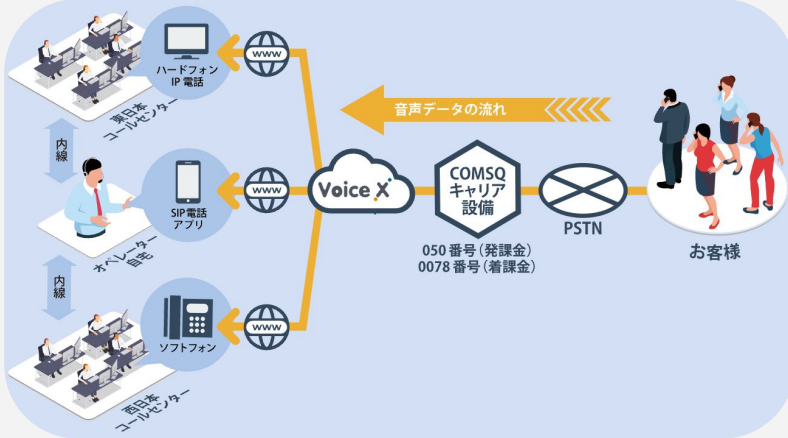 ハードフォン
IP 電話
www
東日本
コールセンター
音声データの流れ
内線
SIP電話
アプリ
www
オペレーター
自宅
Voice X
COMSQ
キャリア
設備
050 番号(発課金)
0078 番号(着課金)
PSTN
お客様
内線
ソフトフォン
www
西日本
コールセンター